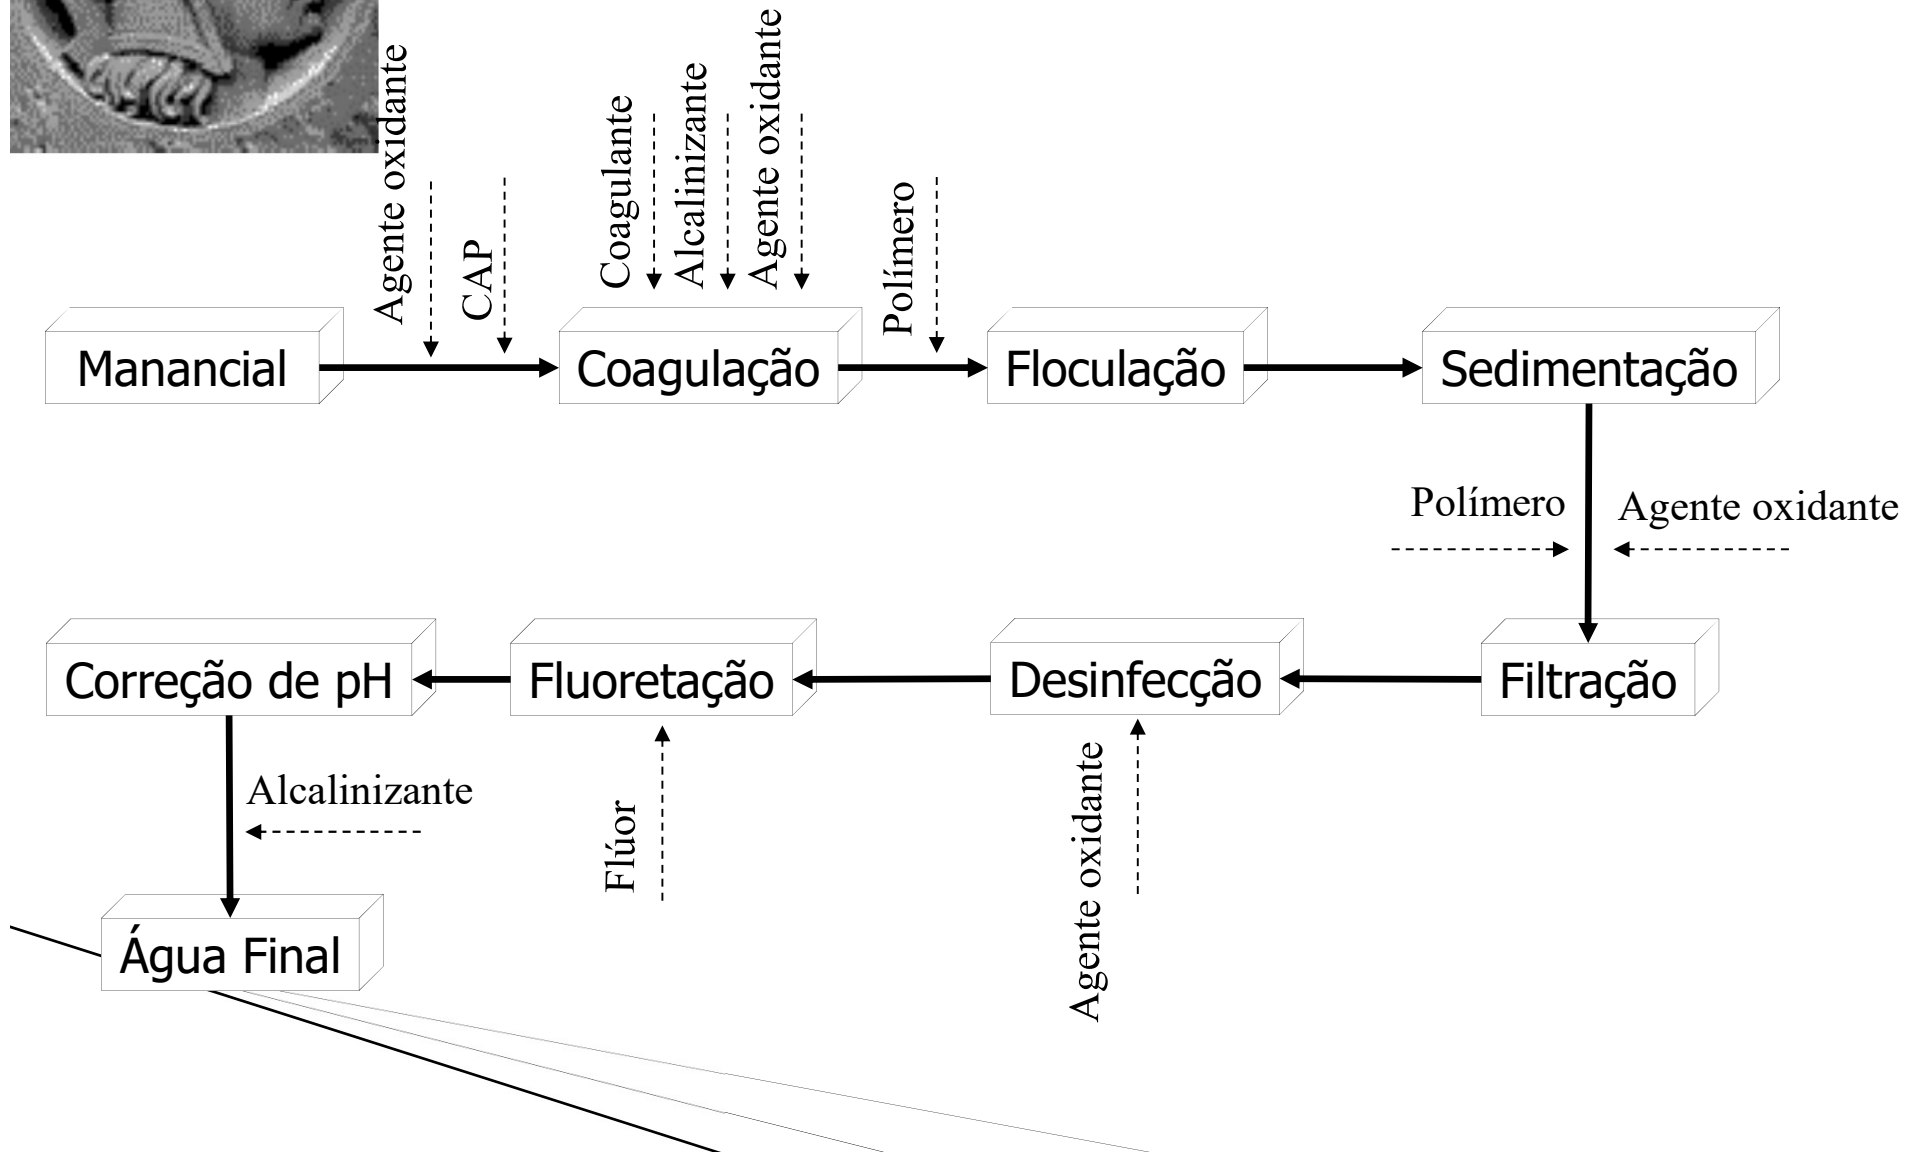 Agente oxidante
CAP
Coagulante
Alcalinizante
Agente oxidante
Polímero
Manancial
Coagulação
Floculação
Sedimentação
Polímero
Agente oxidante
Correção de pH
Fluoretação
Desinfecção
Filtração
Alcalinizante
Flúor
Agente oxidante
Água Final